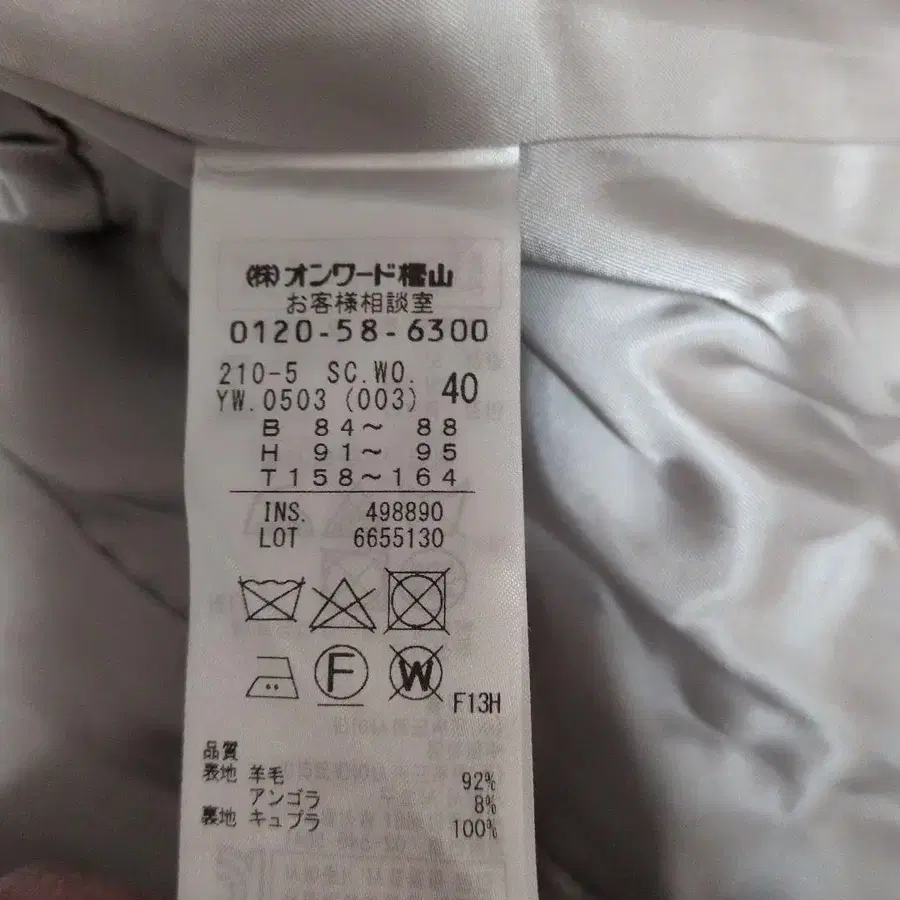 ㈱オンワード樫山
お客様相談室
0120-58-6300
210-5 SC.WO.
YW.0503 (003) 40
B 84～ 88
H 91～ 95
T158～164
INS. 498890
LOT 6655130
F
W
F13H
品質
表地 羊毛 92%
アンゴラ 8%
裏地 キュプラ 100%